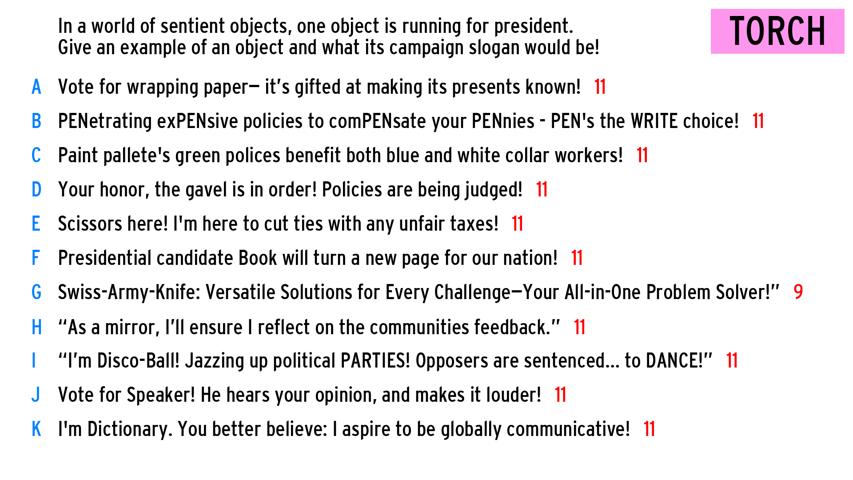 In a world of sentient objects, one object is running for president.
Give an example of an object and what its campaign slogan would be!
TORCH
A Vote for wrapping paper– it's gifted at making its presents known! 11
B PENetrating exPENsive policies to comPENsate your PENnies - PEN's the WRITE choice! 11
C Paint pallete's green polices benefit both blue and white collar workers! 11
D Your honor, the gavel is in order! Policies are being judged! 11
E Scissors here! I'm here to cut ties with any unfair taxes! 11
F Presidential candidate Book will turn a new page for our nation! 11
G Swiss-Army-Knife: Versatile Solutions for Every Challenge–Your All-in-One Problem Solver!” 9
H “As a mirror, I'll ensure I reflect on the communities feedback.” 11
I “I'm Disco-Ball! Jazzing up political PARTIES! Opposers are sentenced... to DANCE!” 11
J Vote for Speaker! He hears your opinion, and makes it louder! 11
K I'm Dictionary. You better believe: I aspire to be globally communicative! 11